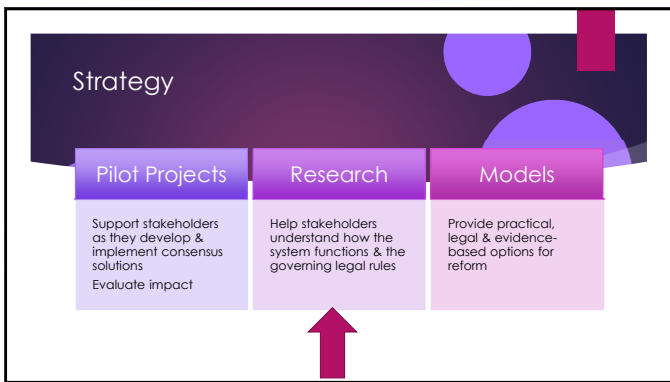 Strategy
Pilot Projects
Support stakeholders
as they develop &
implement consensus
solutions
Evaluate impact
Research
Help stakeholders
understand how the
system functions & the
governing legal rules
Models
Provide practical,
legal & evidence-
based options for
reform